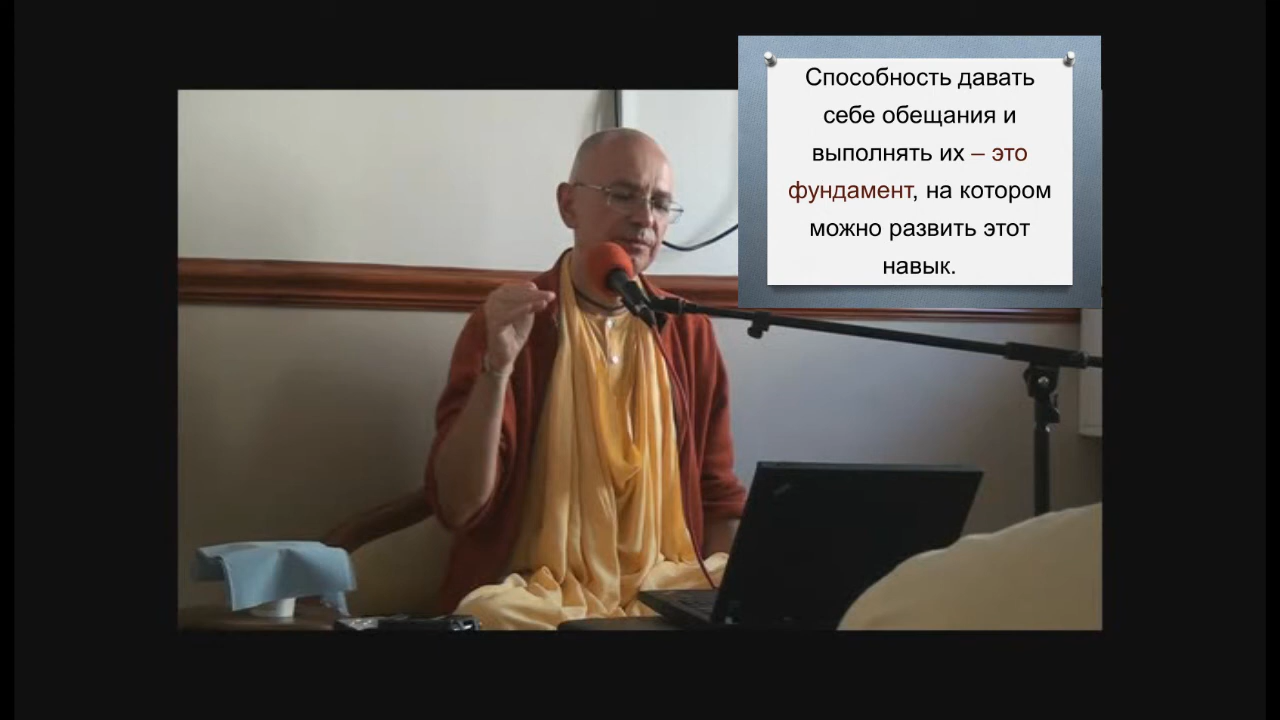 Способность давать
себе обещания и
выполнять их – это
фундамент, на котором
можно развить этот
навык.